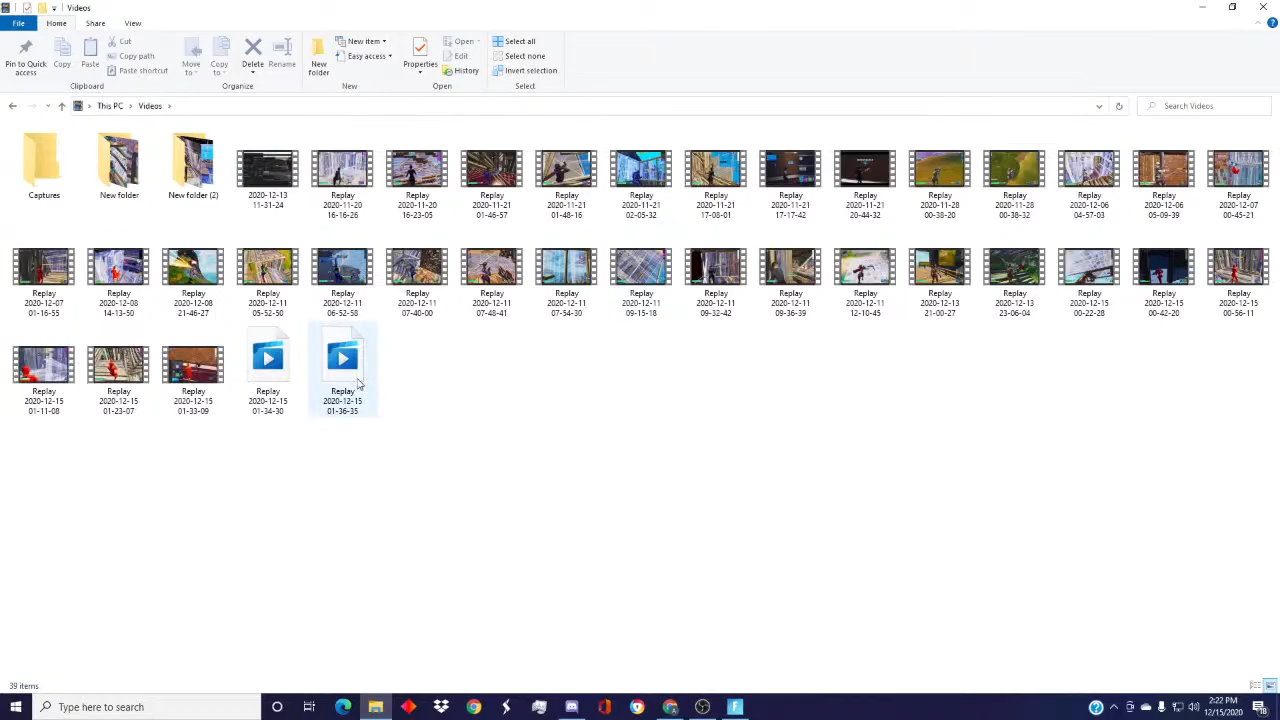 Videos
File Home Share View
Pin to Quick access
Copy
Paste
Cut
Copy path
Paste shortcut
Clipboard
Move to
Copy to
Delete
Rename
Organize
New folder
New item
Easy access
New
Properties
Open
Edit
History
Open
Select all
Select none
Invert selection
Select
This PC > Videos >
Search Videos
Captures
New folder
New folder (2)
2020-12-13 11-31-24
Replay 2020-11-20 16-16-26
Replay 2020-11-20 16-23-05
Replay 2020-11-21 01-46-57
Replay 2020-11-21 01-48-16
Replay 2020-11-21 02-05-32
Replay 2020-11-21 17-08-01
Replay 2020-11-21 17-17-42
Replay 2020-11-21 20-44-32
Replay 2020-11-28 00-38-20
Replay 2020-11-28 00-38-32
Replay 2020-12-06 04-57-03
Replay 2020-12-06 05-09-39
Replay 2020-12-07 00-45-21
Replay 2020-12-07 01-16-55
Replay 2020-12-08 14-13-50
Replay 2020-12-08 21-46-27
Replay 2020-12-11 05-52-50
Replay 2020-12-11 06-52-58
Replay 2020-12-11 07-40-00
Replay 2020-12-11 07-48-41
Replay 2020-12-11 07-54-30
Replay 2020-12-11 09-15-18
Replay 2020-12-11 09-32-42
Replay 2020-12-11 09-36-39
Replay 2020-12-11 12-10-45
Replay 2020-12-13 21-00-27
Replay 2020-12-13 23-06-04
Replay 2020-12-15 00-22-28
Replay 2020-12-15 00-42-20
Replay 2020-12-15 00-56-11
Replay 2020-12-15 01-11-08
Replay 2020-12-15 01-23-07
Replay 2020-12-15 01-33-09
Replay 2020-12-15 01-34-30
Replay 2020-12-15 01-36-35
39 items
Type here to search
2:22 PM
12/15/2020
18